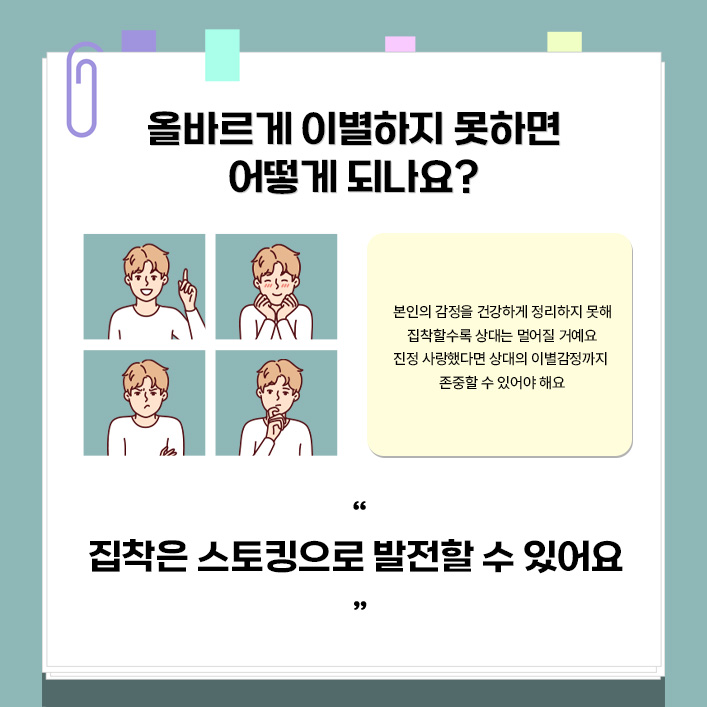 올바르게 이별하지 못하면
어떻게 되나요?
본인의 감정을 건강하게 정리하지 못해
집착할수록 상대는 멀어질 거예요
진정 사랑했다면 상대의 이별감정까지
존중할 수 있어야 해요
“
집착은 스토킹으로 발전할 수 있어요
”